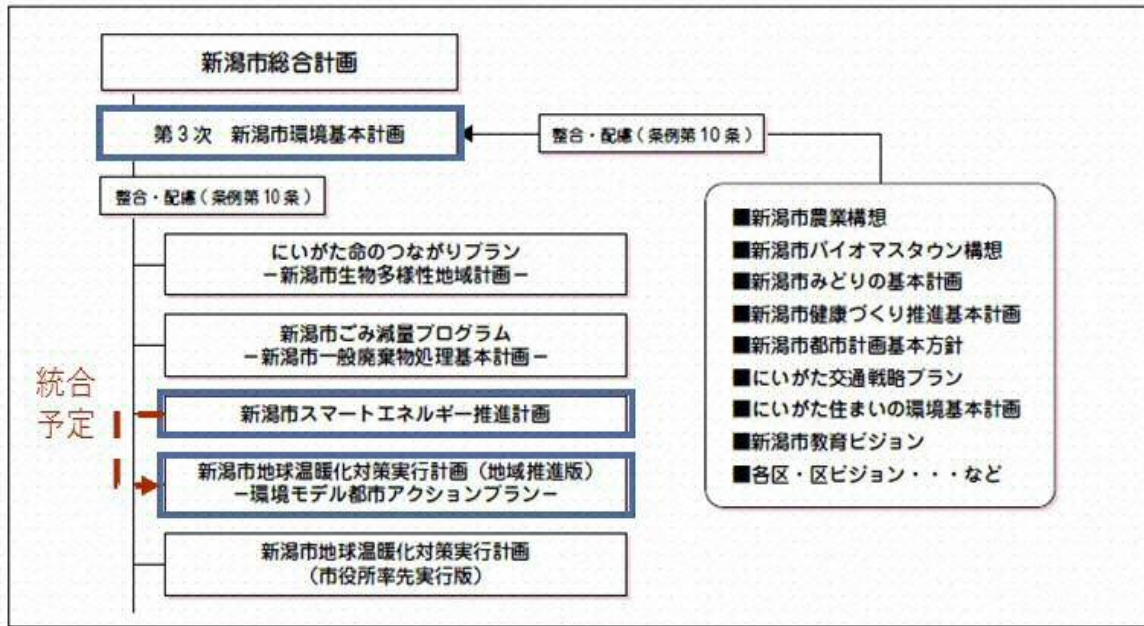 新潟市総合計画
第3次 新潟市環境基本計画
整合・配慮(条例第10条)
整合・配慮(条例第10条)
にいがた命のつながりプラン
－新潟市生物多様性地域計画－
新潟市ごみ減量プログラム
－新潟市一般廃棄物処理基本計画－
統合
予定
新潟市スマートエネルギー推進計画
新潟市地球温暖化対策実行計画（地域推進版）
－環境モデル都市アクションプラン－
新潟市地球温暖化対策実行計画
（市役所率先実行版）
■新潟市農業構想
■新潟市バイオマスタウン構想
■新潟市みどりの基本計画
■新潟市健康づくり推進基本計画
■新潟市都市計画基本方針
■にいがた交通戦略プラン
■にいがた住まいの環境基本計画
■新潟市教育ビジョン
■各区・区ビジョン・・・など